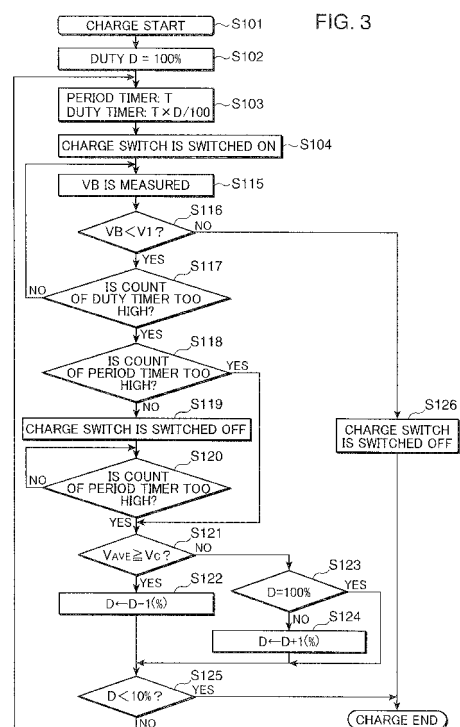 FIG. 3
CHARGE START
S101
DUTY D = 100%
S102
PERIOD TIMER: T
DUTY TIMER: T × D/100
S103
CHARGE SWITCH IS SWITCHED ON
S104
VB IS MEASURED
S115
VB < V1?
S116
NO
YES
IS COUNT
OF DUTY TIMER TOO
HIGH?
S117
NO
YES
IS COUNT
OF PERIOD TIMER TOO
HIGH?
S118
YES
NO
CHARGE SWITCH IS SWITCHED OFF
S119
CHARGE SWITCH
IS SWITCHED OFF
S126
IS COUNT
OF PERIOD TIMER TOO
HIGH?
S120
NO
YES
VAVE ≧ VC?
S121
NO
YES
D←D-1(%)
S122
D=100%
S123
YES
NO
D←D+1(%)
S124
D < 10%?
S125
YES
NO
CHARGE END